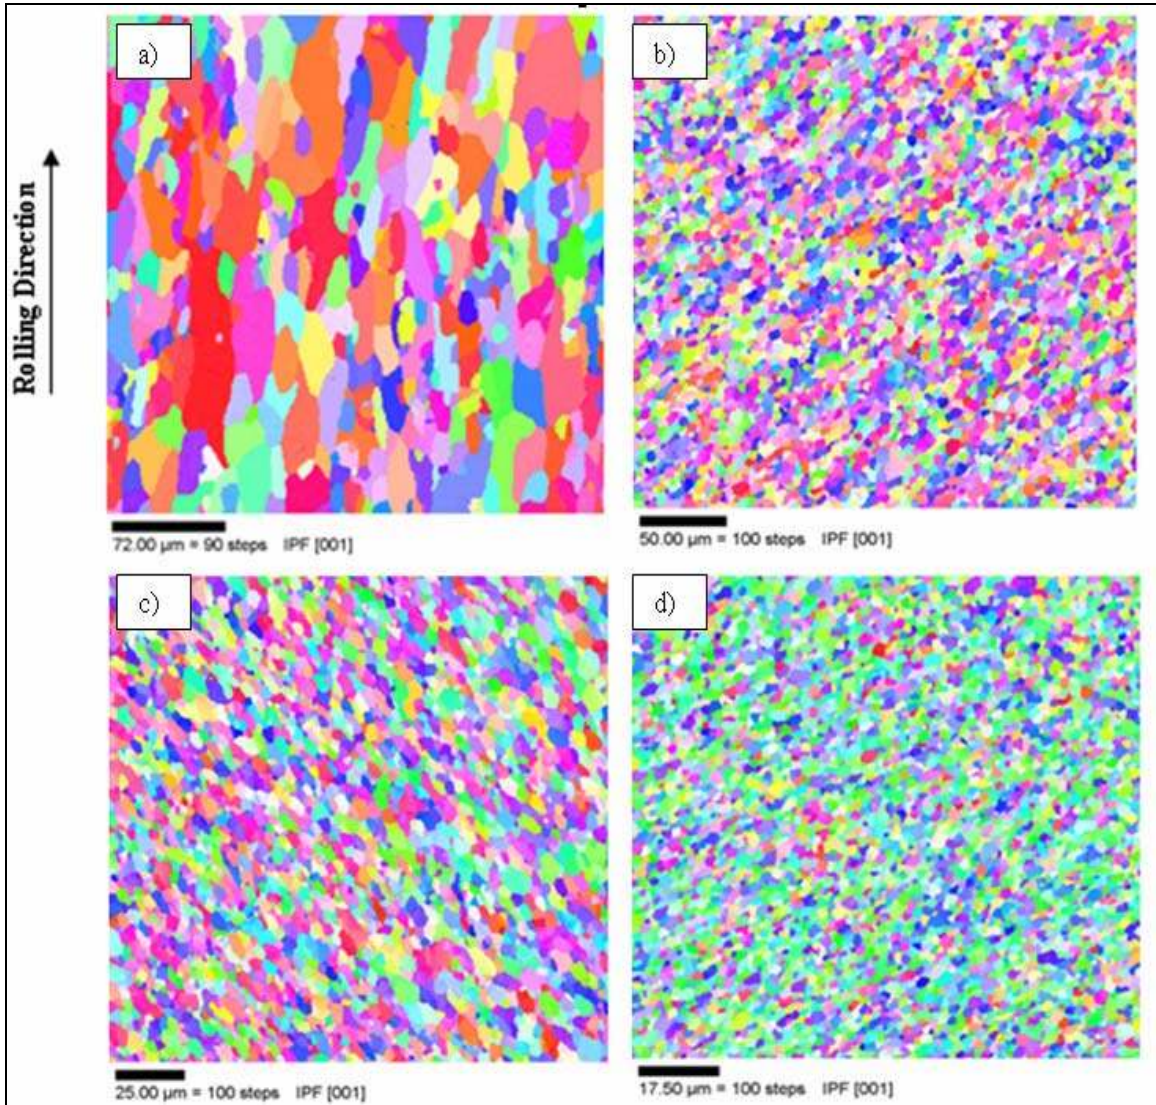 a)
b)
Rolling Direction
72.00 µm = 90 steps IPF [001]
50.00 µm = 100 steps IPF [001]
c)
d)
25.00 µm = 100 steps IPF [001]
17.50 µm = 100 steps IPF [001]